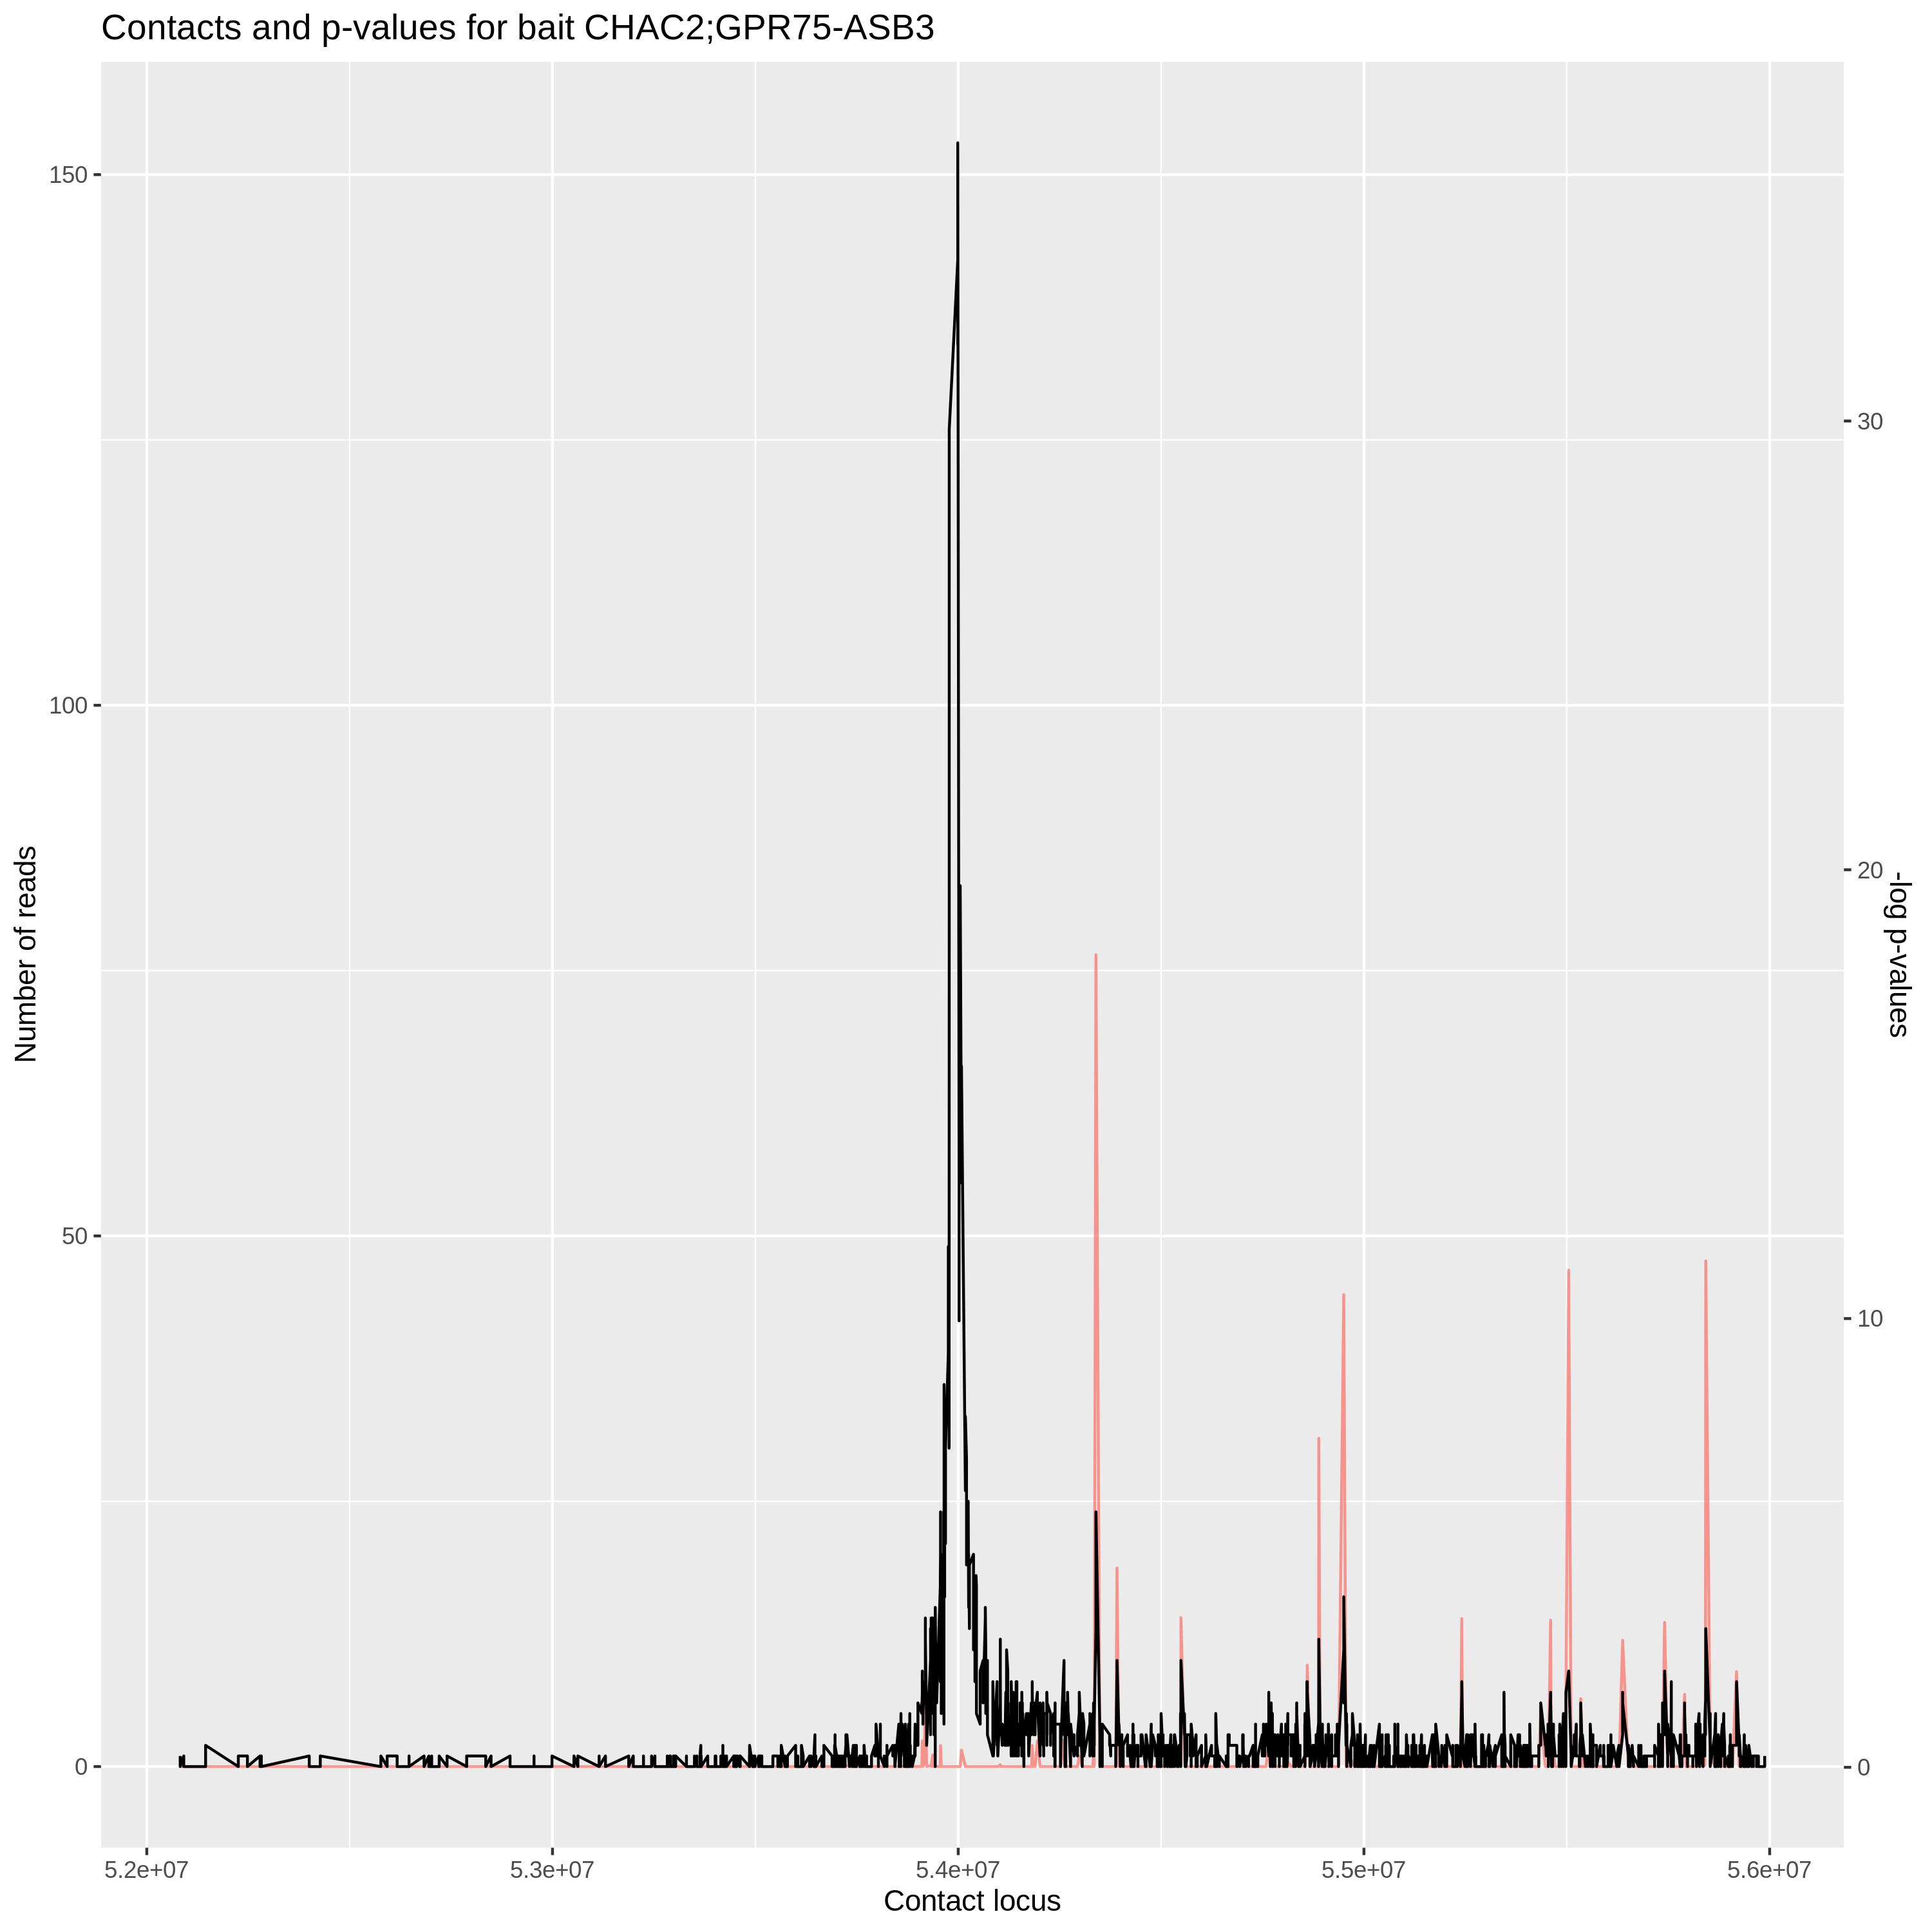 Contacts and p-values for bait CHAC2;GPR75-ASB3
Number of reads
150
100
50
0
30
20
10
0
-log p-values
5.2e+07 5.3e+07 5.4e+07 5.5e+07 5.6e+07
Contact locus